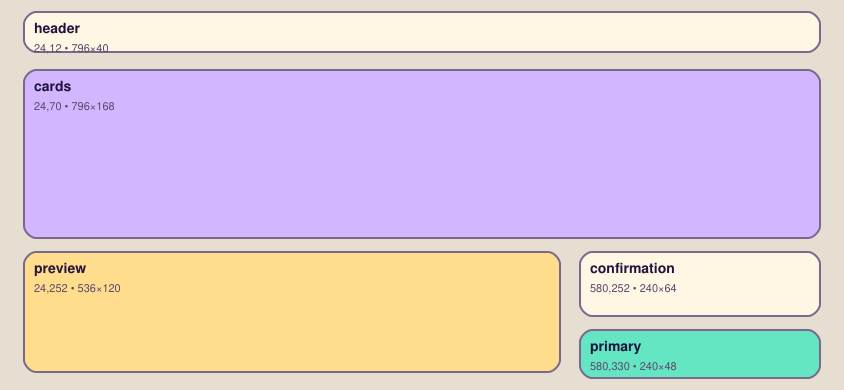 header
24,12 • 796×40
cards
24,70 • 796×168
preview
24,252 • 536×120
confirmation
580,252 • 240×64
primary
580,330 • 240×48